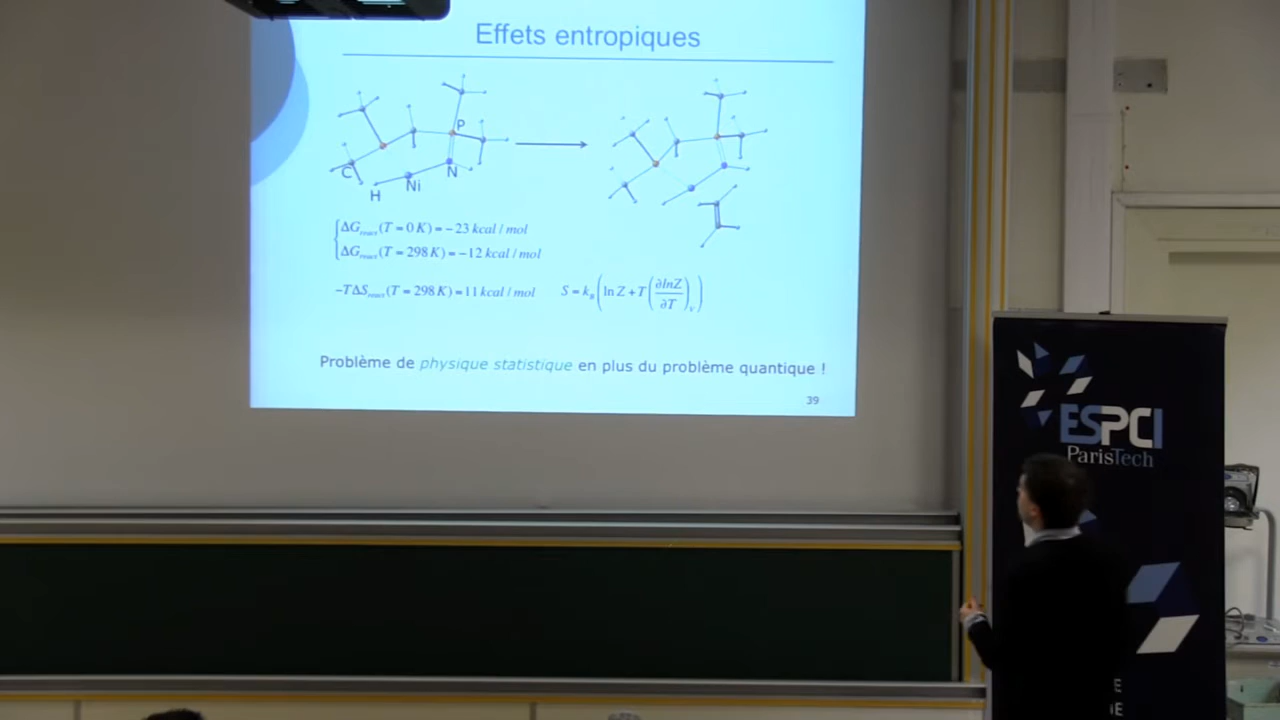 Effets entropiques
P
C
N
Ni
H
ΔG_react(T = 0 K) = −23 kcal / mol
ΔG_react(T = 298 K) = −12 kcal / mol
−TΔS_react(T = 298 K) = 11 kcal / mol
S = k_B(ln Z + T(∂lnZ/∂T)_V)
Problème de physique statistique en plus du problème quantique !
39
ESPCI
ParisTech
E
E